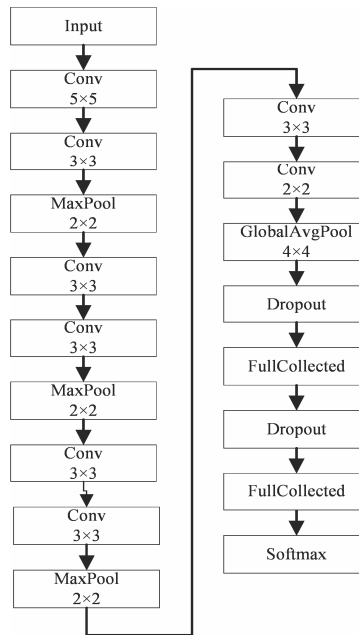 Input
Conv
5×5
Conv
3×3
MaxPool
2×2
Conv
3×3
Conv
3×3
MaxPool
2×2
Conv
3×3
Conv
3×3
MaxPool
2×2
Conv
3×3
Conv
2×2
GlobalAvgPool
4×4
Dropout
FullCollected
Dropout
FullCollected
Softmax